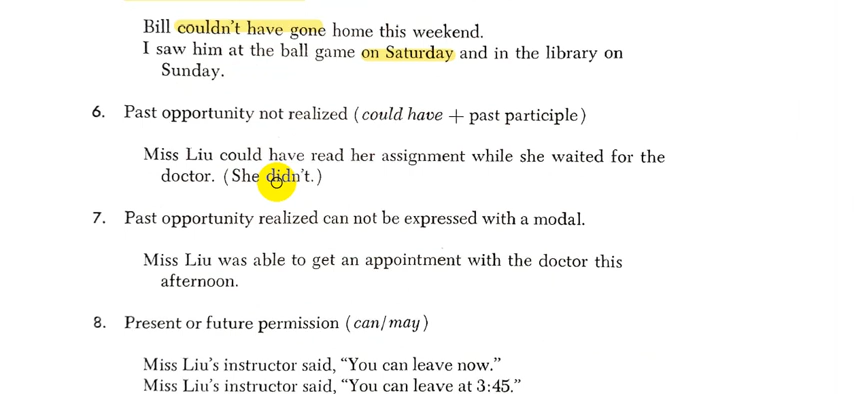 Bill couldn't have gone home this weekend.
I saw him at the ball game on Saturday and in the library on
Sunday.
6. Past opportunity not realized (could have + past participle)
Miss Liu could have read her assignment while she waited for the
doctor. (She didn't.)
7. Past opportunity realized can not be expressed with a modal.
Miss Liu was able to get an appointment with the doctor this
afternoon.
8. Present or future permission (can/may)
Miss Liu's instructor said, “You can leave now.”
Miss Liu's instructor said, “You can leave at 3:45.”